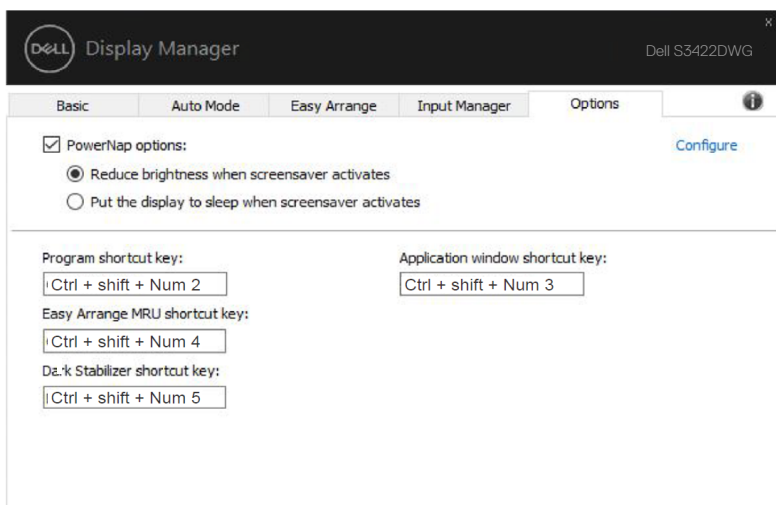 X
DELL Display Manager
Dell S3422DWG
Basic Auto Mode Easy Arrange Input Manager Options i
PowerNap options: Configure
Reduce brightness when screensaver activates
Put the display to sleep when screensaver activates
Program shortcut key: Application window shortcut key:
Ctrl + shift + Num 2 Ctrl + shift + Num 3
Easy Arrange MRU shortcut key:
Ctrl + shift + Num 4
Dark Stabilizer shortcut key:
Ctrl + shift + Num 5